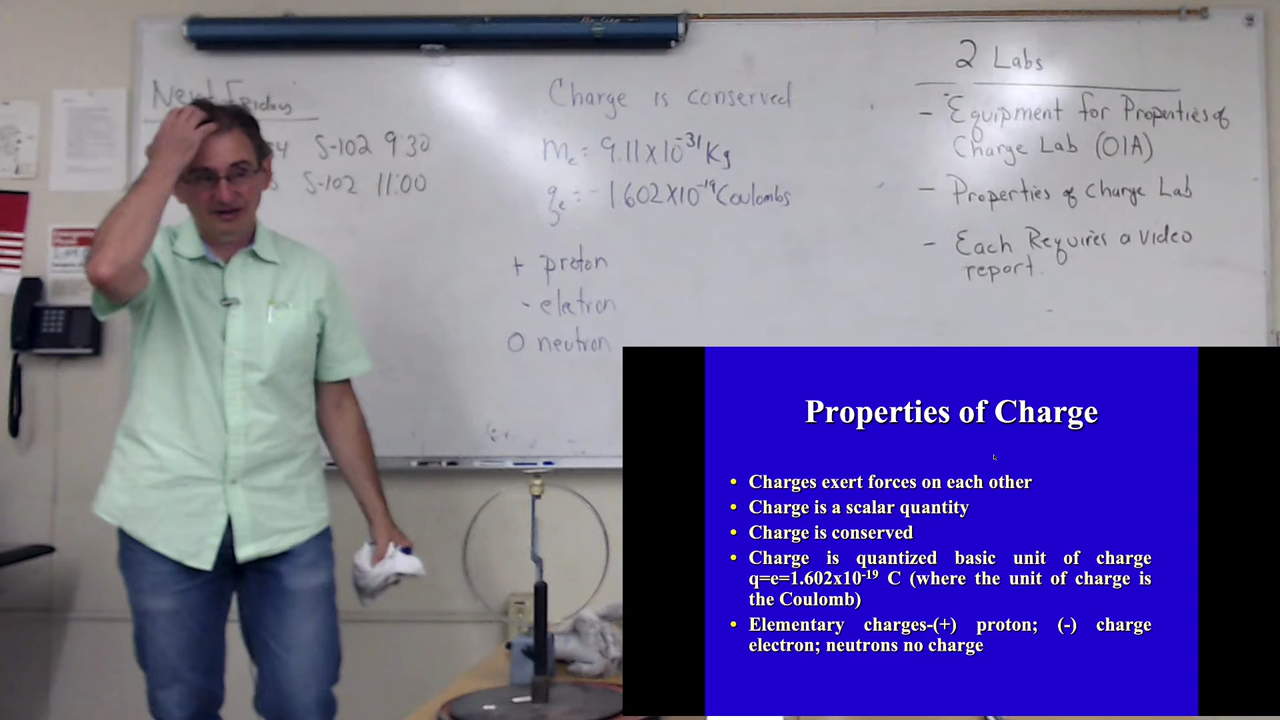 Next Friday
S-102 9:30
S-102 11:00
Charge is conserved
Me = 9.11X10^-31 Kg
qe = -1.602X10^-19 Coulombs
+ proton
- electron
O neutron
2 Labs
- Equipment for Properties of
Charge Lab (OIA)
- Properties of Charge Lab
- Each Requires a video
report.
Properties of Charge
• Charges exert forces on each other
• Charge is a scalar quantity
• Charge is conserved
• Charge is quantized basic unit of charge
q=e=1.602x10^-19 C (where the unit of charge is
the Coulomb)
• Elementary charges-(+) proton; (-) charge
electron; neutrons no charge